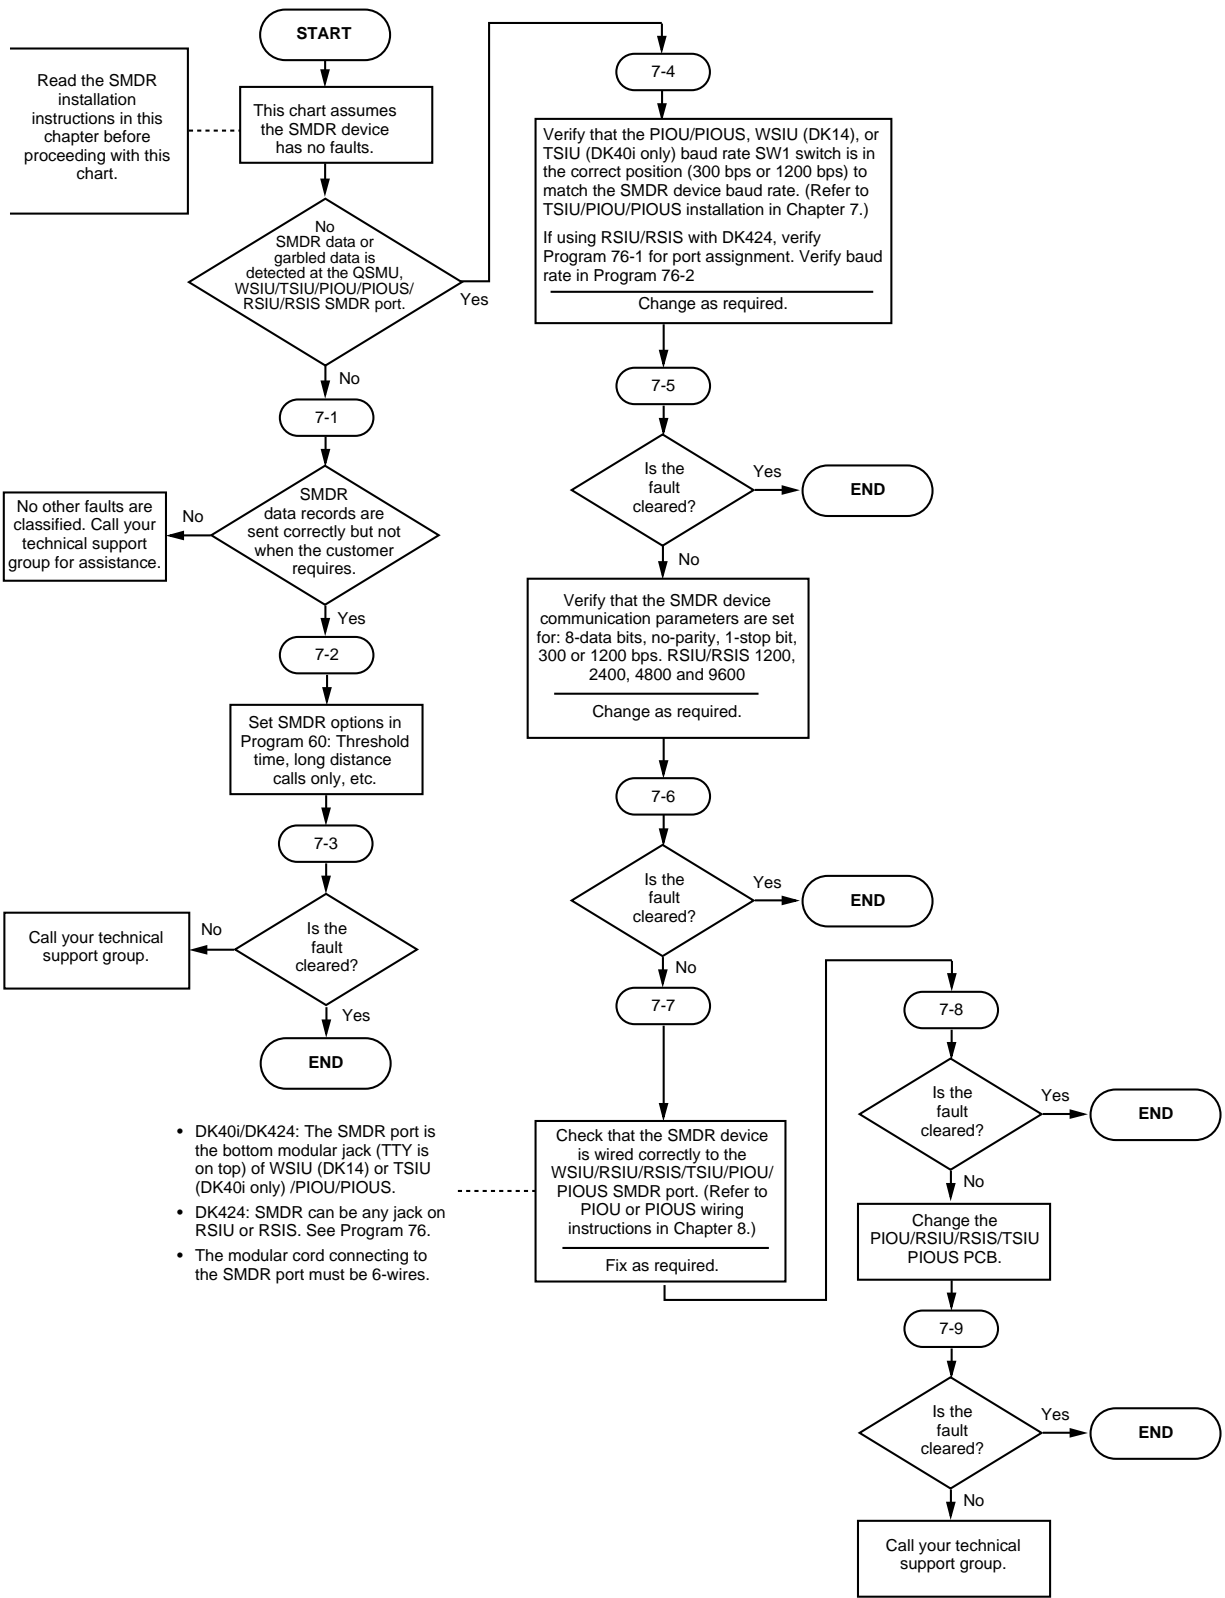 START
Read the SMDR
installation
instructions in this
chapter before
proceeding with this
chart.
This chart assumes
the SMDR device
has no faults.
No
SMDR data or
garbled data is
detected at the QSMU,
WSIU/TSIU/PIOU/PIOUS/
RSIU/RSIS SMDR port.
Yes
No
7-1
SMDR
data records are
sent correctly but not
when the customer
requires.
No
No other faults are
classified. Call your
technical support
group for assistance.
Yes
7-2
Set SMDR options in
Program 60: Threshold
time, long distance
calls only, etc.
7-3
Is the
fault
cleared?
No
Call your technical
support group.
Yes
END
7-4
Verify that the PIOU/PIOUS, WSIU (DK14), or
TSIU (DK40i only) baud rate SW1 switch is in
the correct position (300 bps or 1200 bps) to
match the SMDR device baud rate. (Refer to
TSIU/PIOU/PIOUS installation in Chapter 7.)
If using RSIU/RSIS with DK424, verify
Program 76-1 for port assignment. Verify baud
rate in Program 76-2
Change as required.
7-5
Is the
fault
cleared?
Yes
END
No
Verify that the SMDR device
communication parameters are set
for: 8-data bits, no-parity, 1-stop bit,
300 or 1200 bps. RSIU/RSIS 1200,
2400, 4800 and 9600
Change as required.
7-6
Is the
fault
cleared?
Yes
END
No
7-7
• DK40i/DK424: The SMDR port is
the bottom modular jack (TTY is
on top) of WSIU (DK14) or TSIU
(DK40i only) /PIOU/PIOUS.
• DK424: SMDR can be any jack on
RSIU or RSIS. See Program 76.
• The modular cord connecting to
the SMDR port must be 6-wires.
Check that the SMDR device
is wired correctly to the
WSIU/RSIU/RSIS/TSIU/PIOU/
PIOUS SMDR port. (Refer to
PIOU or PIOUS wiring
instructions in Chapter 8.)
Fix as required.
7-8
Is the
fault
cleared?
Yes
END
No
Change the
PIOU/RSIU/RSIS/TSIU
PIOUS PCB.
7-9
Is the
fault
cleared?
Yes
END
No
Call your technical
support group.